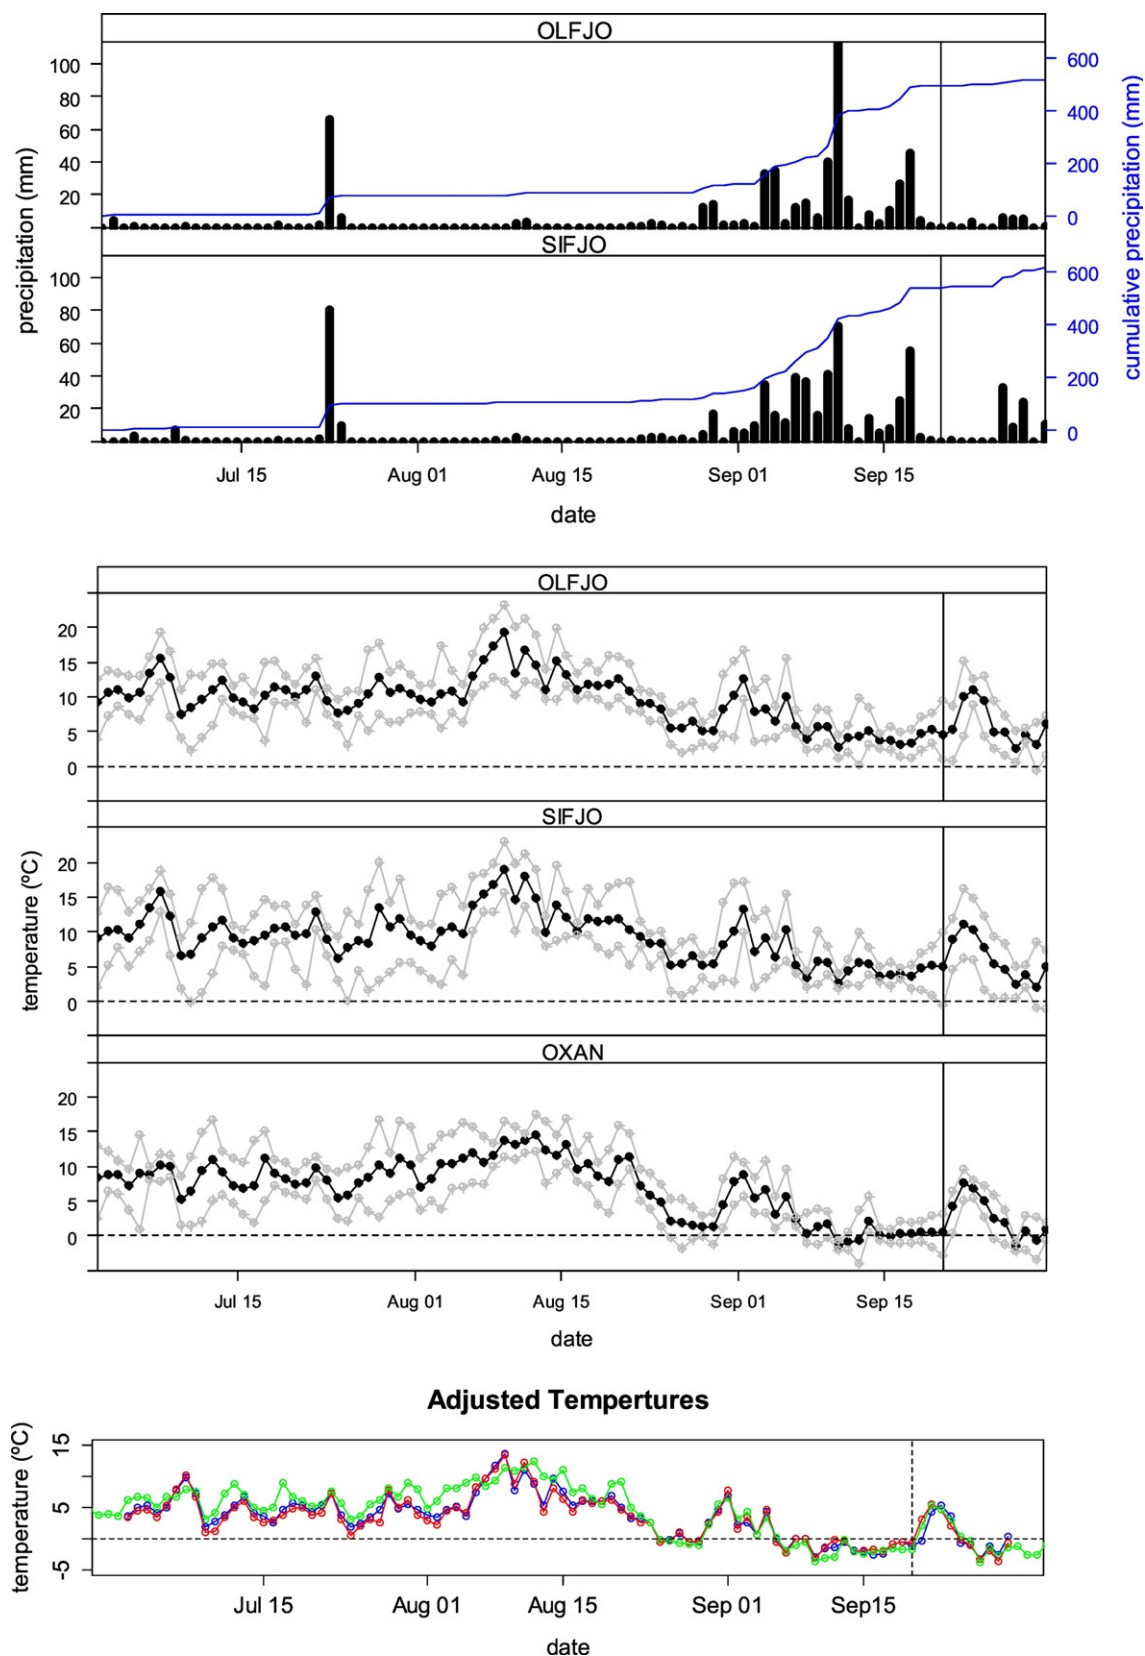 OLFJO
100
80
60
40
20
600
400
200
0
SIFJO
100
80
60
40
20
600
400
200
0
precipitation (mm)
cumulative precipitation (mm)
Jul 15
Aug 01
Aug 15
Sep 01
Sep 15
date
OLFJO
20
15
10
5
0
SIFJO
20
15
10
5
0
temperature (ºC)
OXAN
20
15
10
5
0
Jul 15
Aug 01
Aug 15
Sep 01
Sep 15
date
Adjusted Tempertures
temperature (ºC)
15
5
-5
Jul 15
Aug 01
Aug 15
Sep 01
Sep15
date